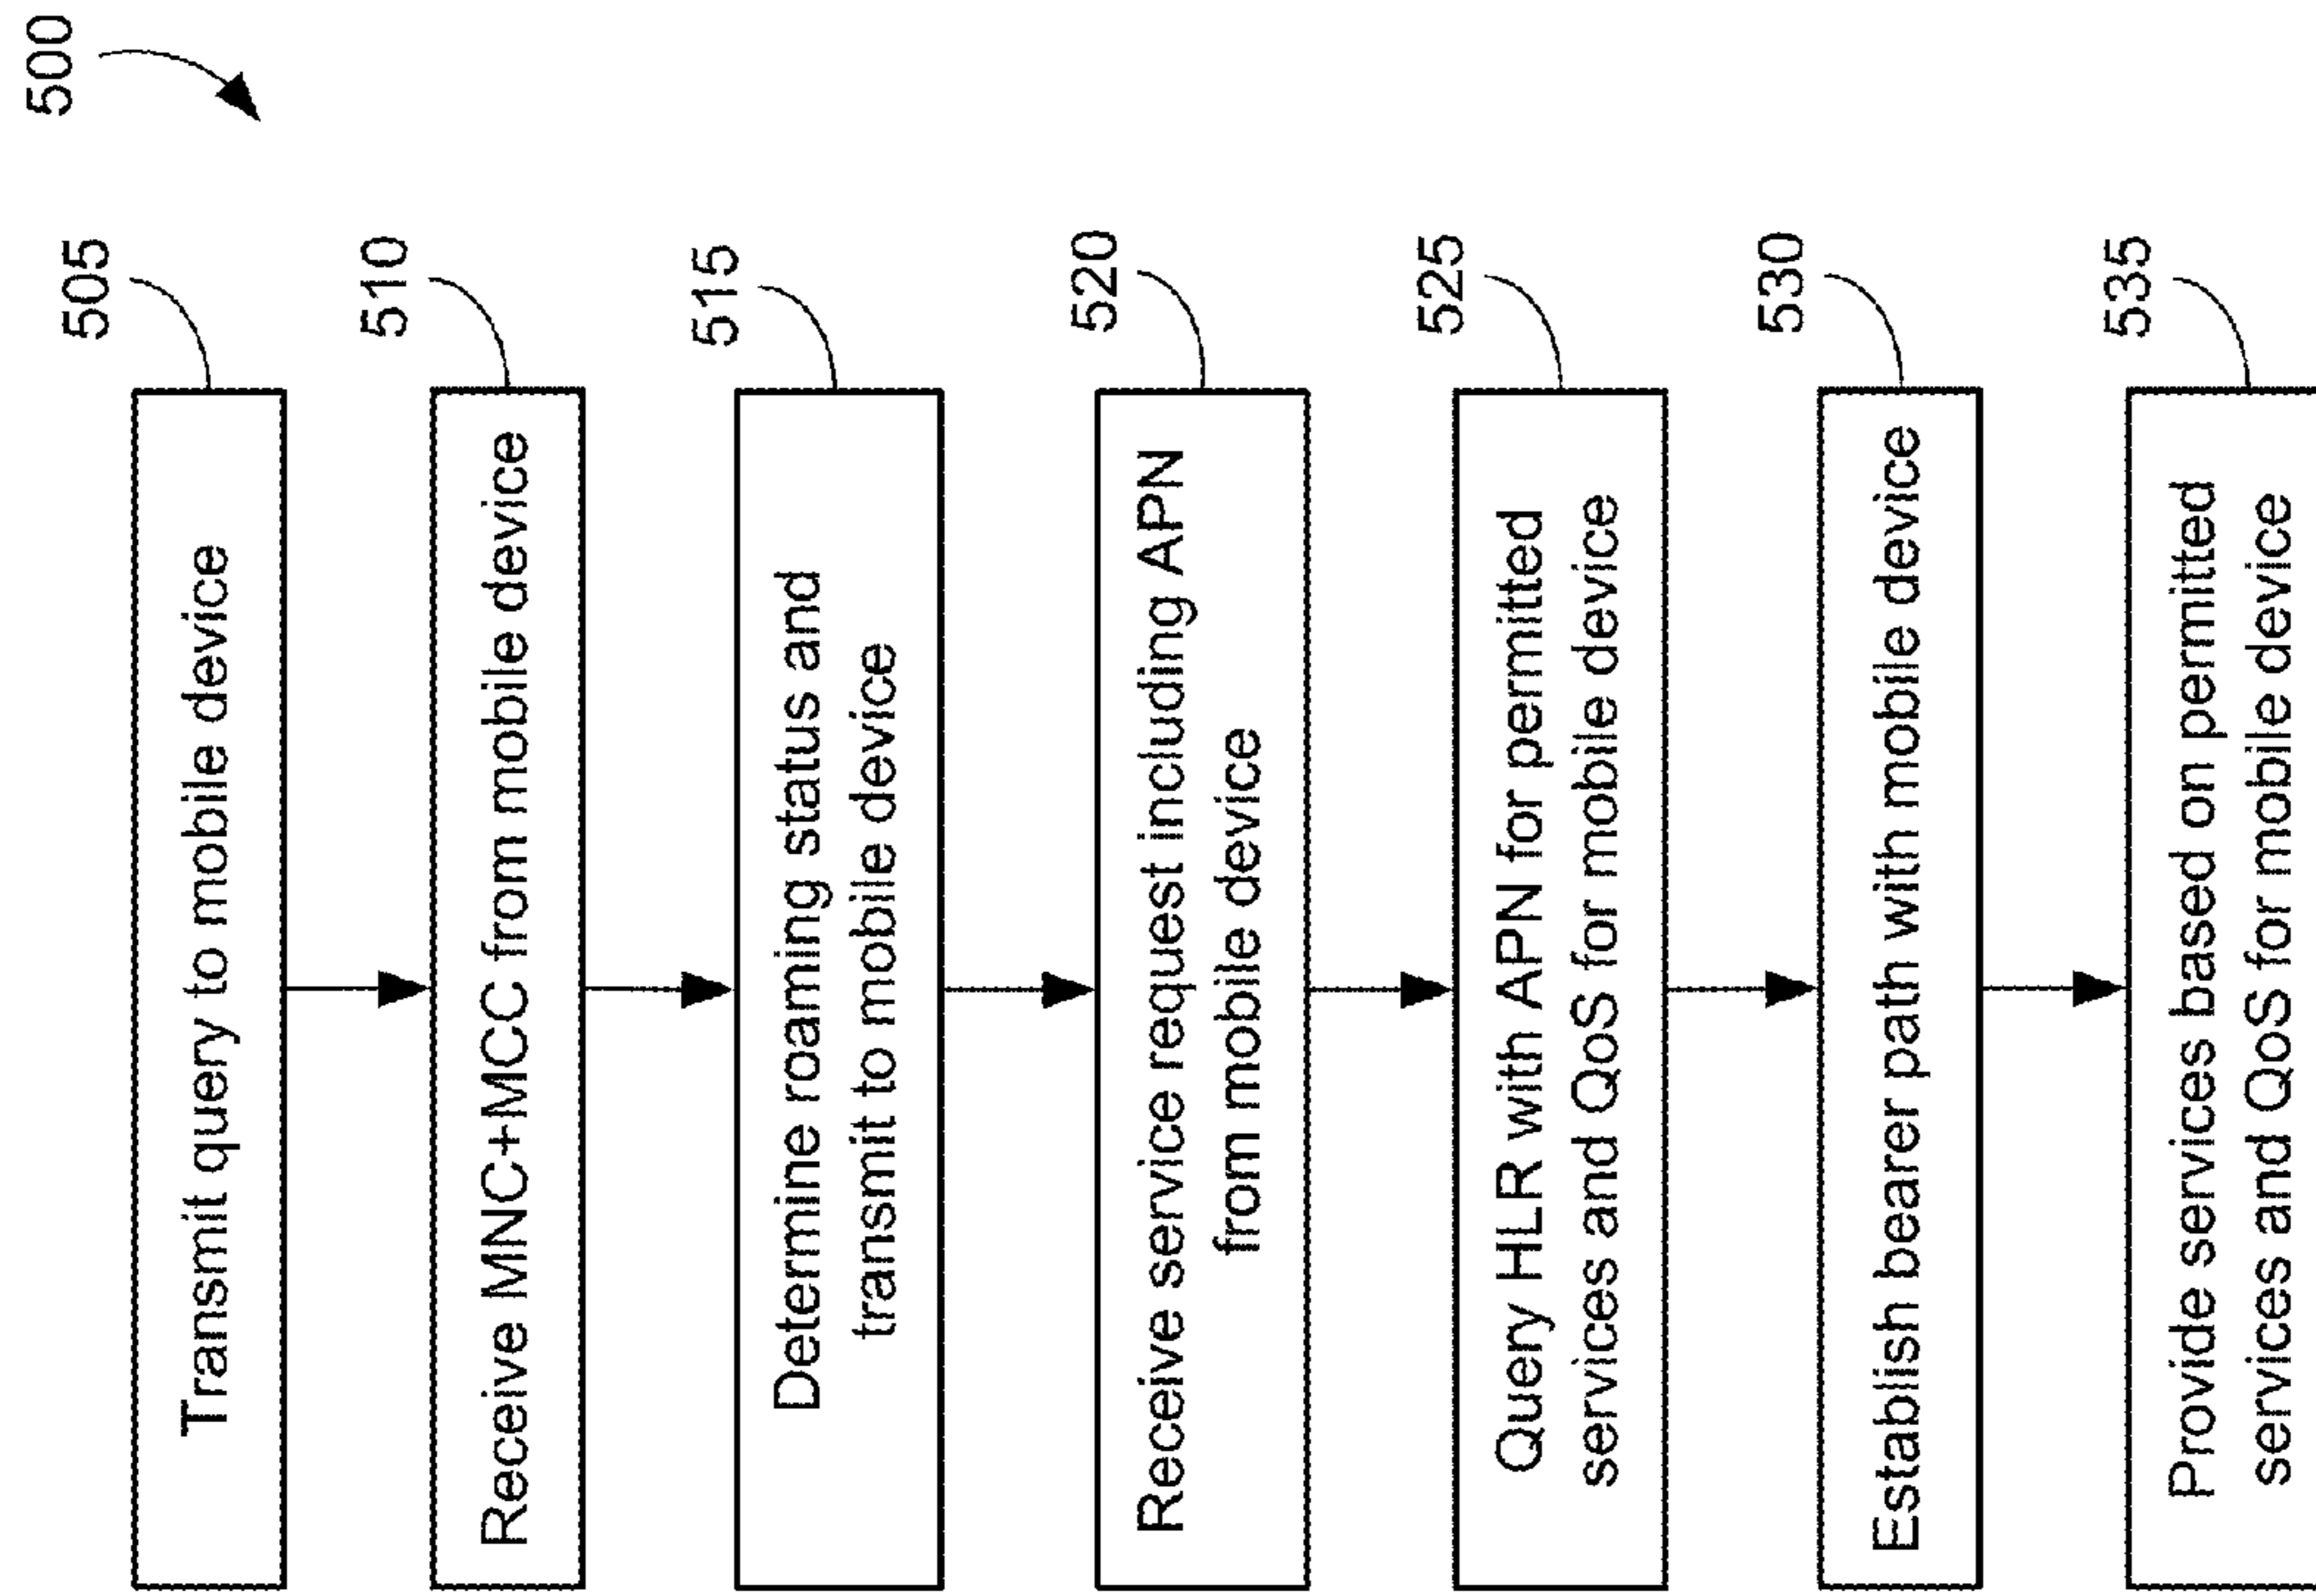 500
505
Transmit query to mobile device
510
Receive MNC+MCC from mobile device
515
Determine roaming status and
transmit to mobile device
520
Receive service request including APN
from mobile device
525
Query HLR with APN for permitted
services and QoS for mobile device
530
Establish bearer path with mobile device
535
Provide services based on permitted
services and QoS for mobile device